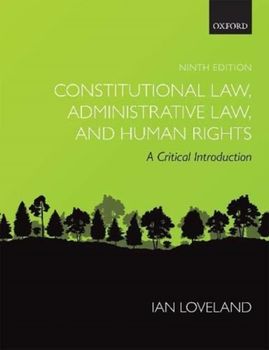 OXFORD
NINTH EDITION
CONSTITUTIONAL LAW,
ADMINISTRATIVE LAW,
AND HUMAN RIGHTS
A Critical Introduction
IAN LOVELAND